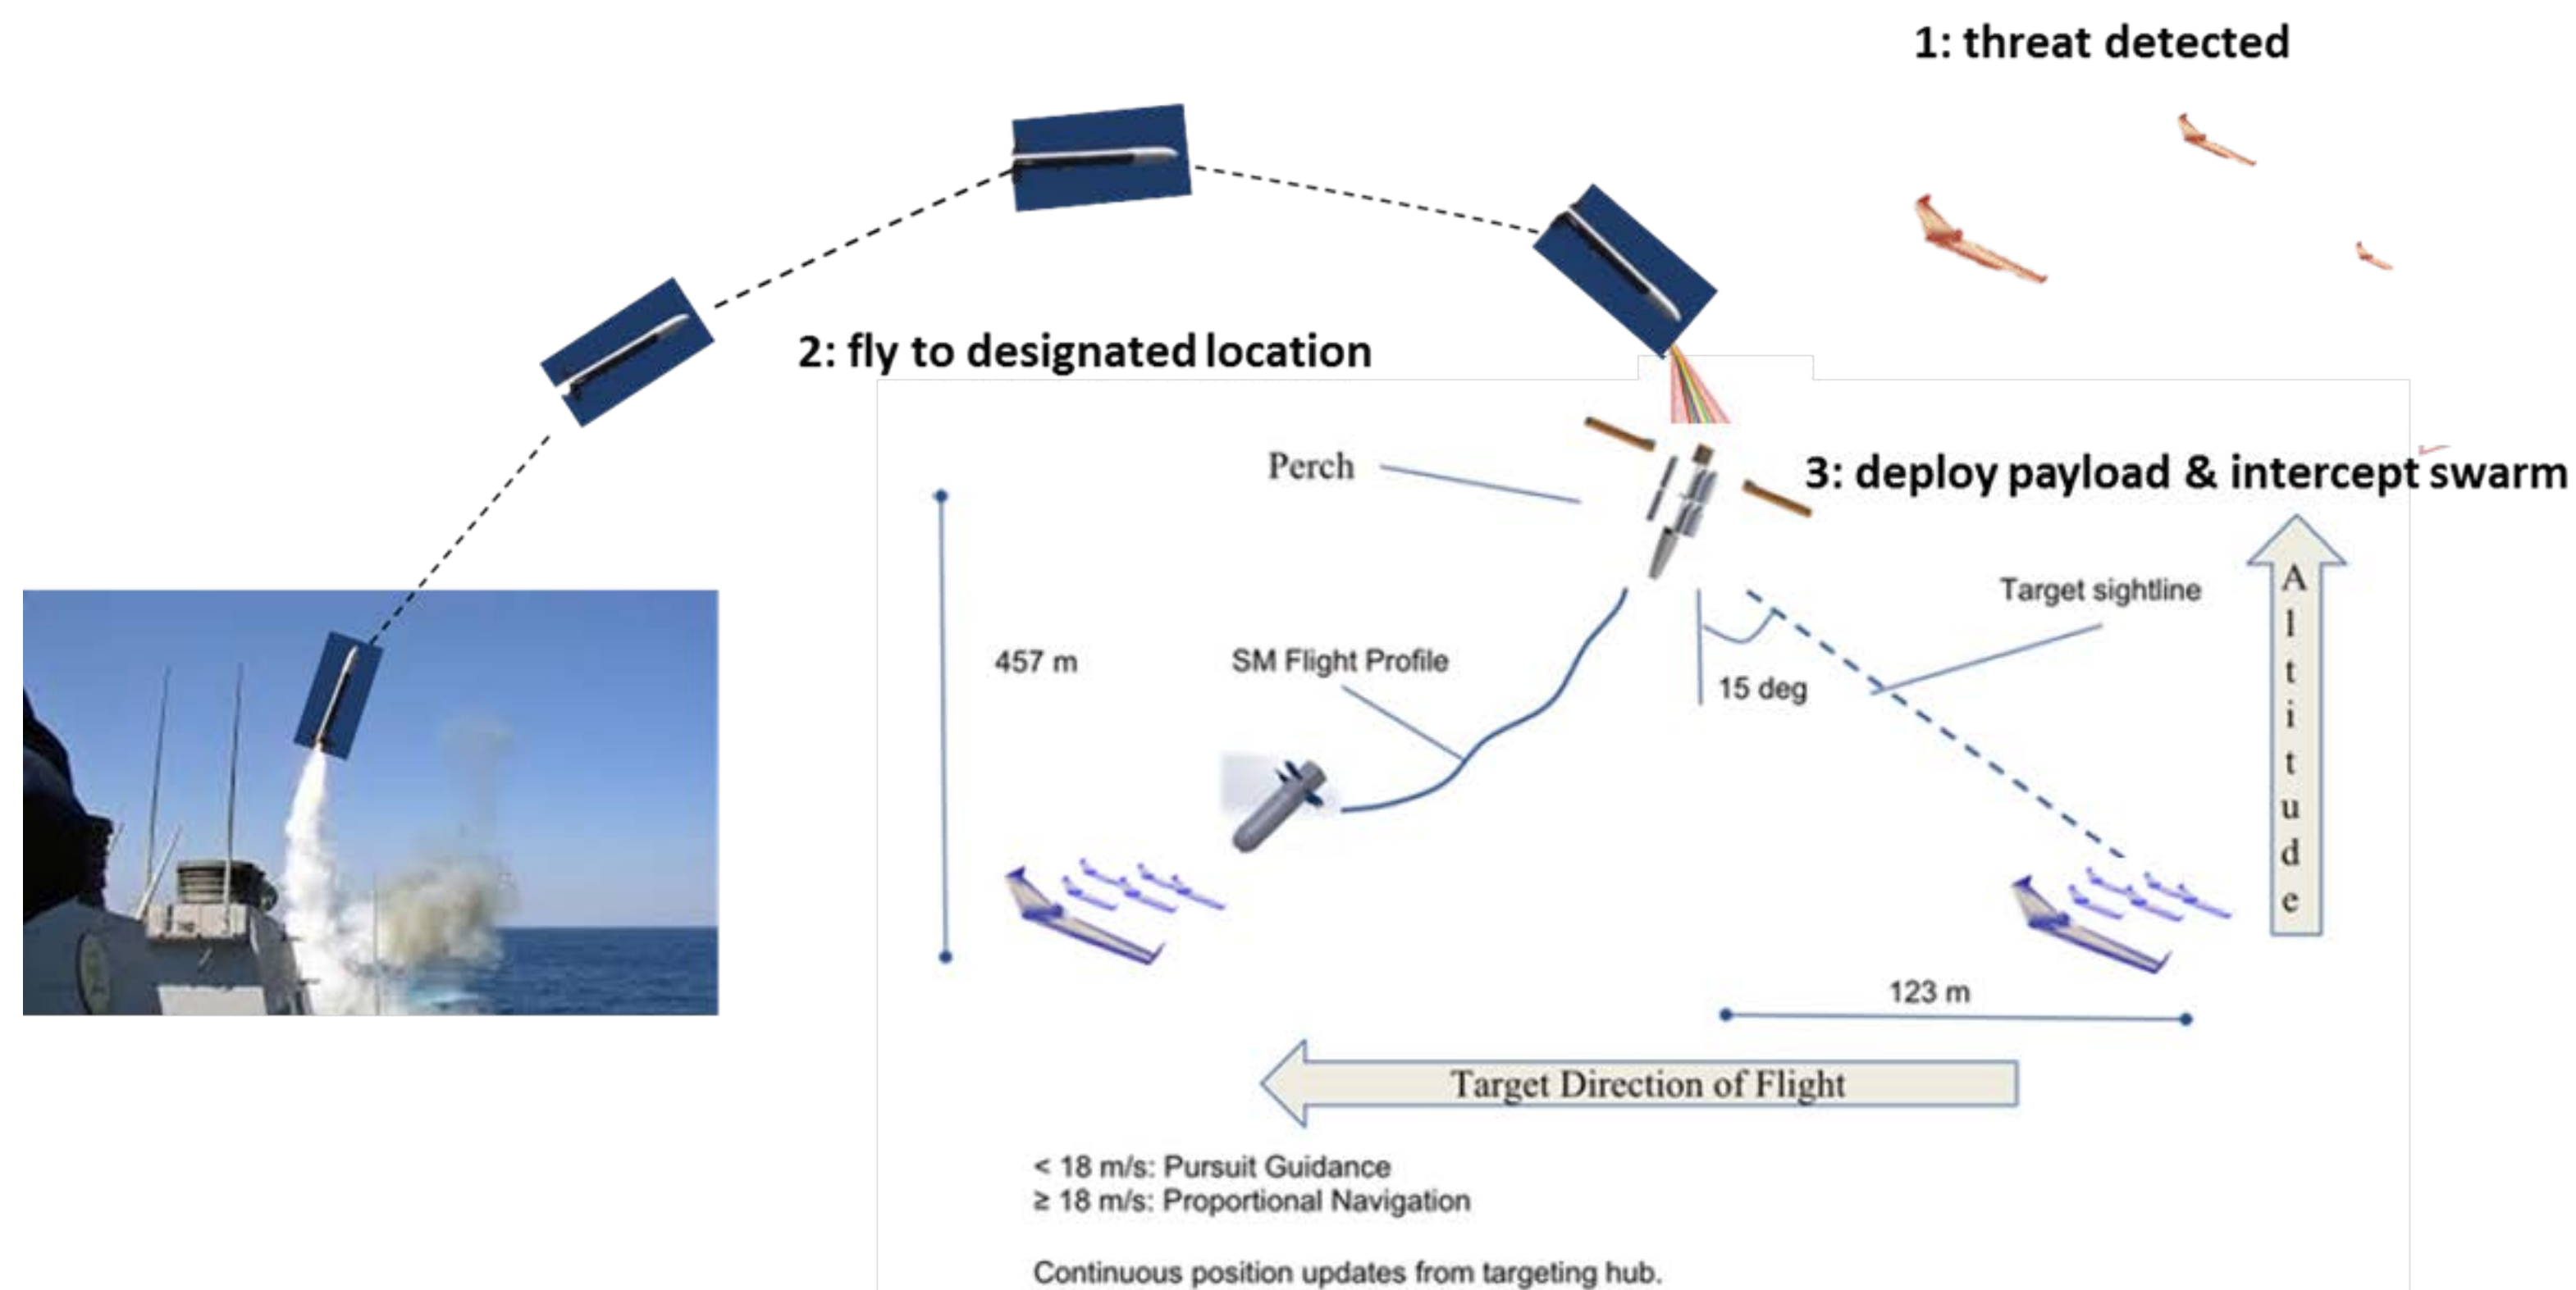 1: threat detected
2: fly to designated location
Perch
3: deploy payload & intercept swarm
Target sightline
457 m
SM Flight Profile
15 deg
Altitude
123 m
Target Direction of Flight
< 18 m/s: Pursuit Guidance
≥ 18 m/s: Proportional Navigation
Continuous position updates from targeting hub.